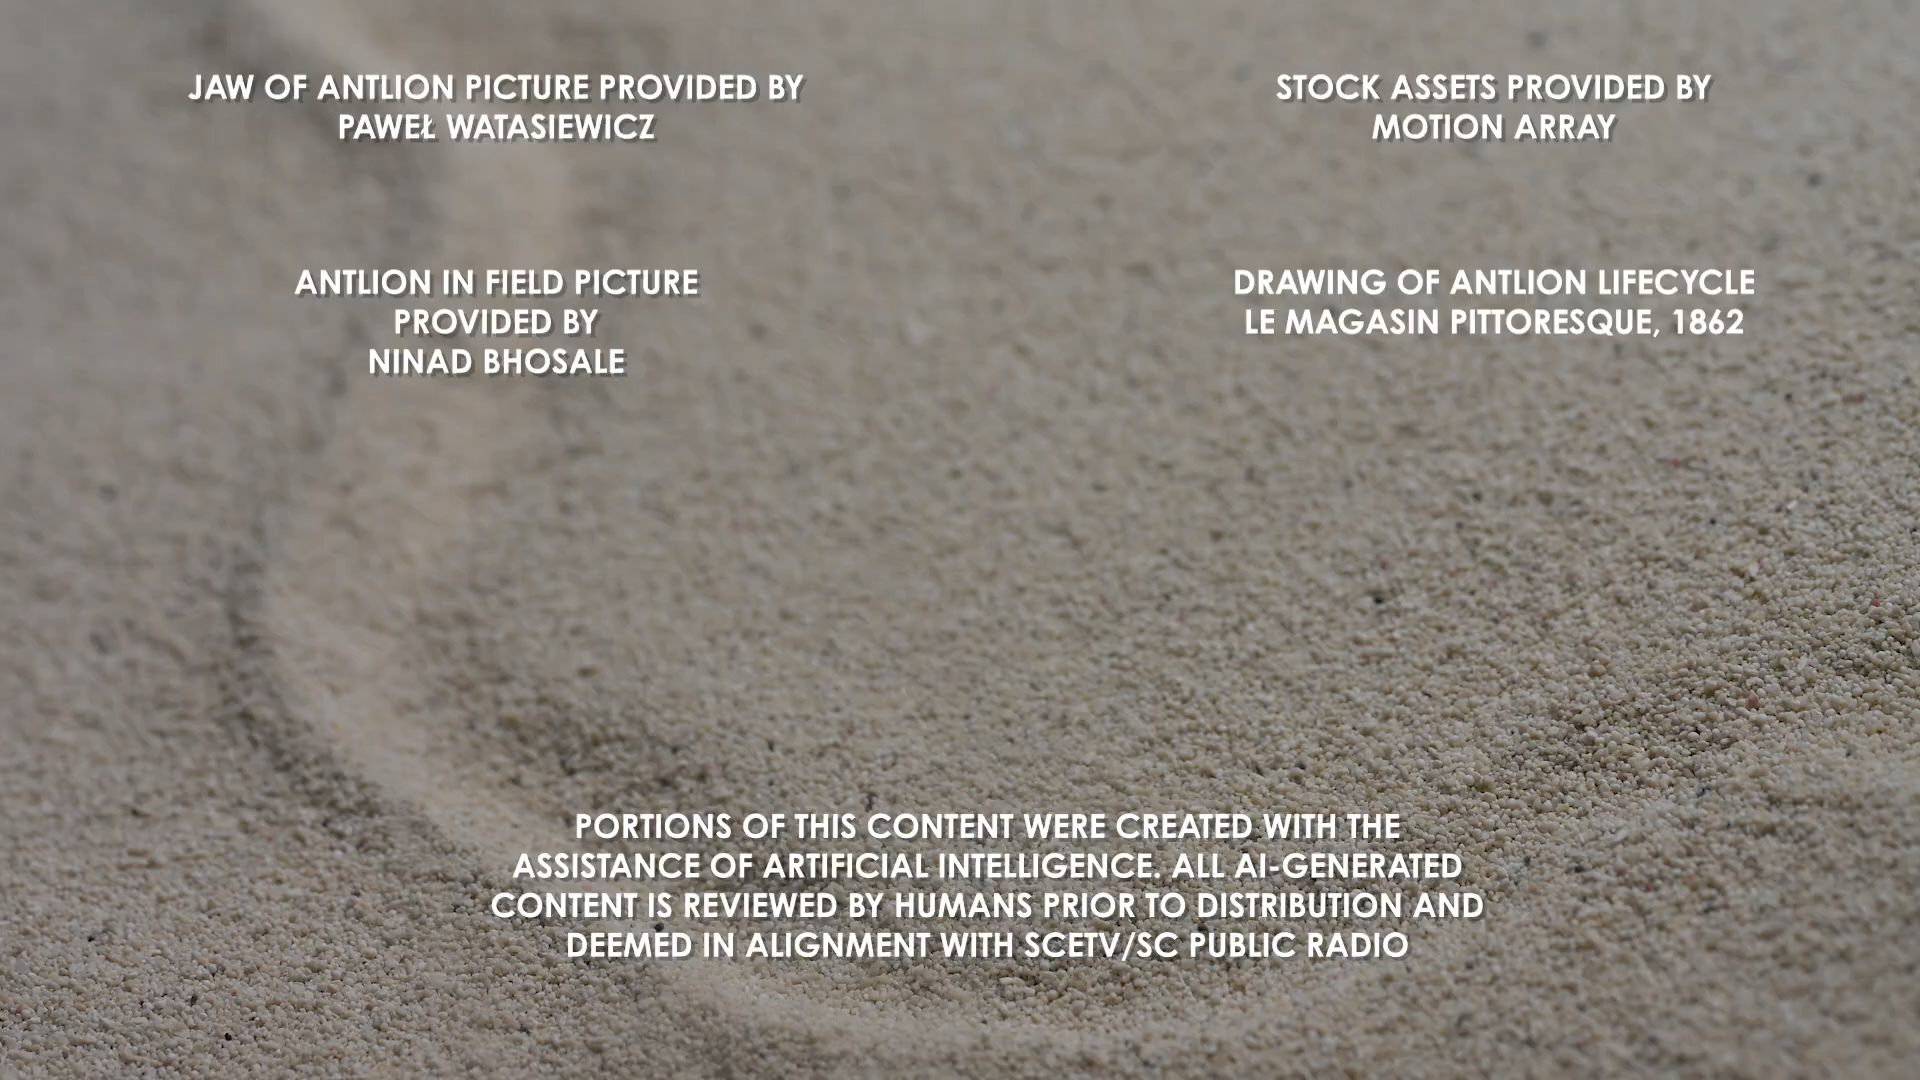 JAW OF ANTLION PICTURE PROVIDED BY
PAWEŁ WATASIEWICZ
ANTLION IN FIELD PICTURE
PROVIDED BY
NINAD BHOSALE
STOCK ASSETS PROVIDED BY
MOTION ARRAY
DRAWING OF ANTLION LIFECYCLE
LE MAGASIN PITTORESQUE, 1862
PORTIONS OF THIS CONTENT WERE CREATED WITH THE
ASSISTANCE OF ARTIFICIAL INTELLIGENCE. ALL AI-GENERATED
CONTENT IS REVIEWED BY HUMANS PRIOR TO DISTRIBUTION AND
DEEMED IN ALIGNMENT WITH SCETV/SC PUBLIC RADIO